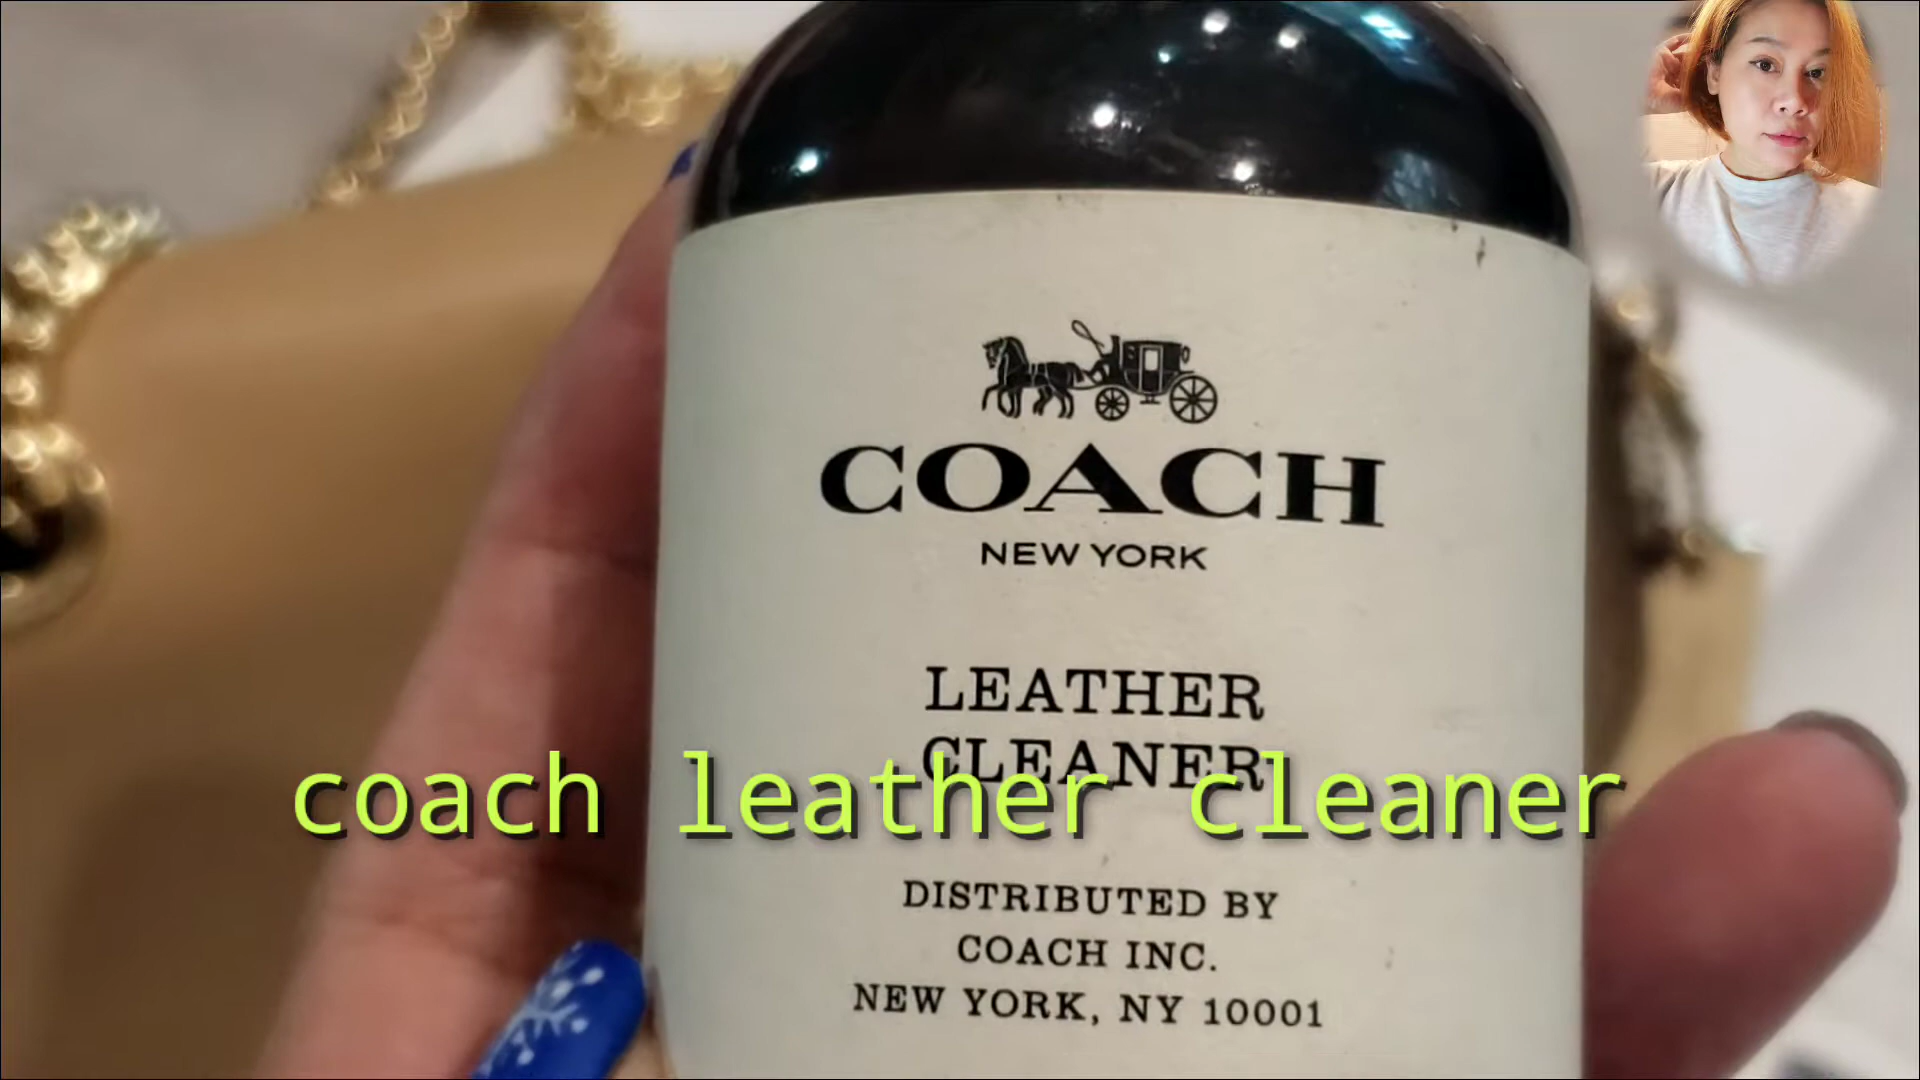 COACH
NEW YORK
LEATHER
CLEANER
coach leather cleaner
DISTRIBUTED BY
COACH INC.
NEW YORK, NY 10001